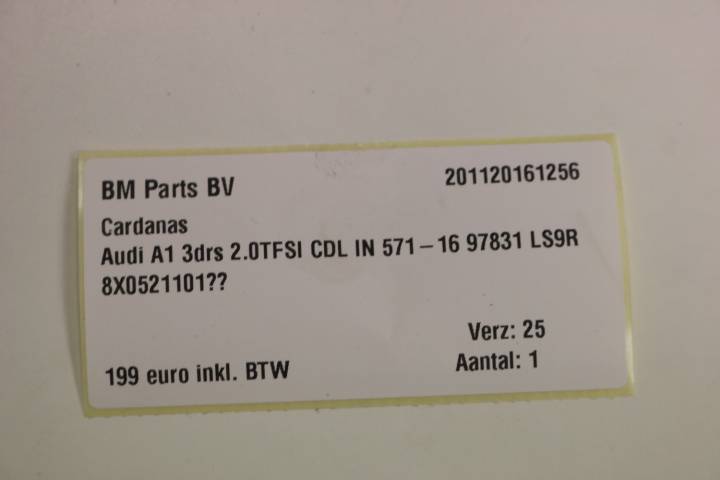 BM Parts BV 201120161256
Cardanas
Audi A1 3drs 2.0TFSI CDL IN 571-16 97831 LS9R
8X0521101??
Verz: 25
199 euro inkl. BTW Aantal: 1